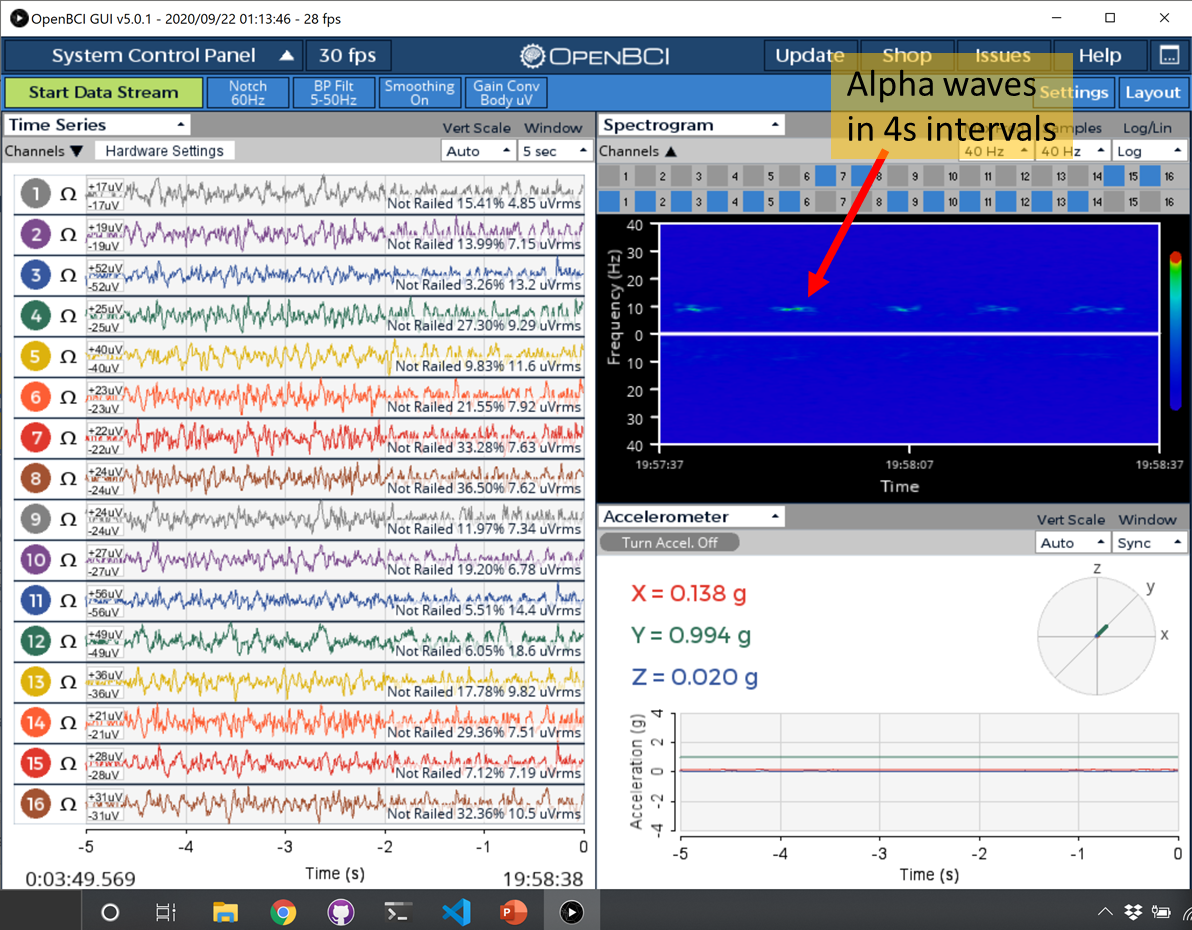 OpenBCI GUI v5.0.1 - 2020/09/22 01:13:46 - 28 fps
System Control Panel 30 fps OPENBCI Update Shop Issues Help
Start Data Stream Notch 60Hz BP Filt 5-50Hz Smoothing On Gain Conv Body uV Settings Layout
Alpha waves
in 4s intervals
Time Series
Vert Scale Window
Channels Hardware Settings Auto 5 sec
1 Ω +17uV -17uV Not Railed 15.41% 4.85 uVrms
2 Ω +19uV -19uV Not Railed 13.99% 7.15 uVrms
3 Ω +52uV -52uV Not Railed 3.26% 13.2 uVrms
4 Ω +25uV -25uV Not Railed 27.30% 9.29 uVrms
5 Ω +40uV -40uV Not Railed 9.83% 11.6 uVrms
6 Ω +23uV -23uV Not Railed 21.55% 7.92 uVrms
7 Ω +22uV -22uV Not Railed 33.28% 7.63 uVrms
8 Ω +24uV -24uV Not Railed 36.50% 7.62 uVrms
9 Ω +24uV -24uV Not Railed 11.97% 7.34 uVrms
10 Ω +27uV -27uV Not Railed 19.20% 6.78 uVrms
11 Ω +56uV -56uV Not Railed 5.51% 14.4 uVrms
12 Ω +49uV -49uV Not Railed 6.05% 18.6 uVrms
13 Ω +36uV -36uV Not Railed 17.78% 9.82 uVrms
14 Ω +21uV -21uV Not Railed 29.36% 7.51 uVrms
15 Ω +28uV -28uV Not Railed 7.12% 7.19 uVrms
16 Ω +31uV -31uV Not Railed 32.36% 10.5 uVrms
-5 -4 -3 -2 -1 0
Time (s)
0:03:49.569 19:58:38
Spectrogram
Log/Lin
Channels 40 Hz 40 Hz Log
1 2 3 4 5 6 7 8 9 10 11 12 13 14 15 16
1 2 3 4 5 6 7 8 9 10 11 12 13 14 15 16
Frequency (Hz)
40
30
20
10
0
10
20
30
40
19:57:37 19:58:07 19:58:37
Time
Accelerometer
Vert Scale Window
Turn Accel. Off Auto Sync
X = 0.138 g
Y = 0.994 g
Z = 0.020 g
z
y
x
Acceleration (g)
4
2
0
-2
-4
-5 -4 -3 -2 -1 0
Time (s)